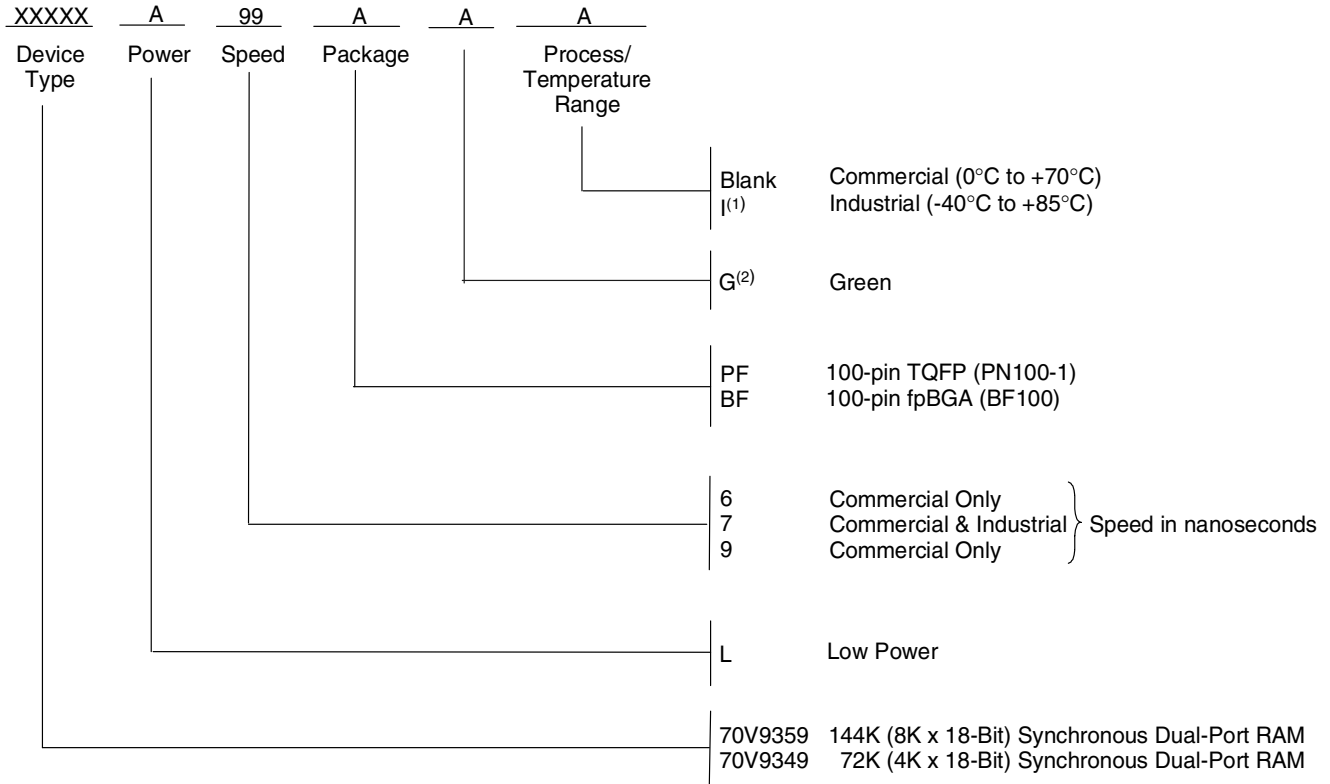 XXXXX A 99 A A A
Device Type Power Speed Package Process/ Temperature Range
Blank Commercial (0°C to +70°C)
I(1) Industrial (-40°C to +85°C)
G(2) Green
PF 100-pin TQFP (PN100-1)
BF 100-pin fpBGA (BF100)
6 Commercial Only
7 Commercial & Industrial Speed in nanoseconds
9 Commercial Only
L Low Power
70V9359 144K (8K x 18-Bit) Synchronous Dual-Port RAM
70V9349 72K (4K x 18-Bit) Synchronous Dual-Port RAM